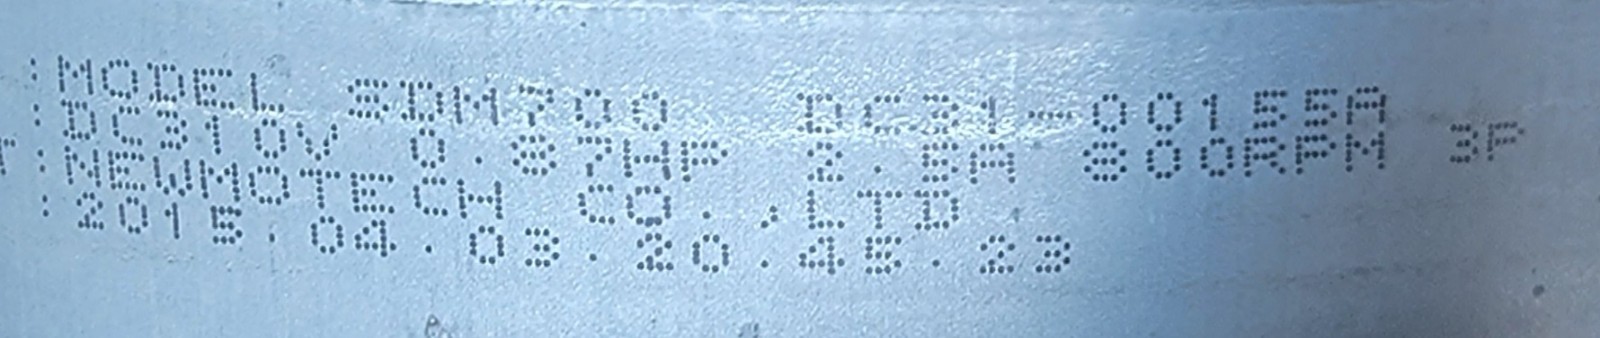 :MODEL SDM700 DC31-00155A
:DC310V 0.87HP 2.5A 800RPM 3P
:NEWMOTECH CO.,LTD.
:2015.04.03.20.45.23